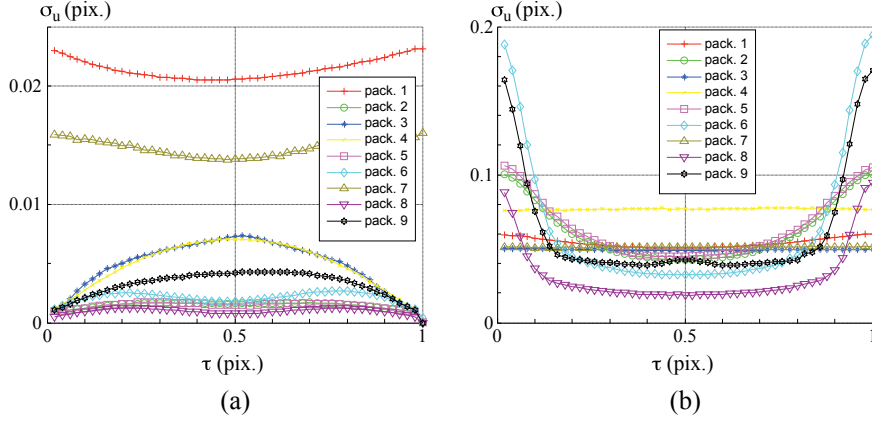 σu (pix.)
0.02
0.01
0
0.5
1
τ (pix.)
pack. 1
pack. 2
pack. 3
pack. 4
pack. 5
pack. 6
pack. 7
pack. 8
pack. 9
(a)
σu (pix.)
0.2
0.1
0
0
0.5
1
τ (pix.)
pack. 1
pack. 2
pack. 3
pack. 4
pack. 5
pack. 6
pack. 7
pack. 8
pack. 9
(b)